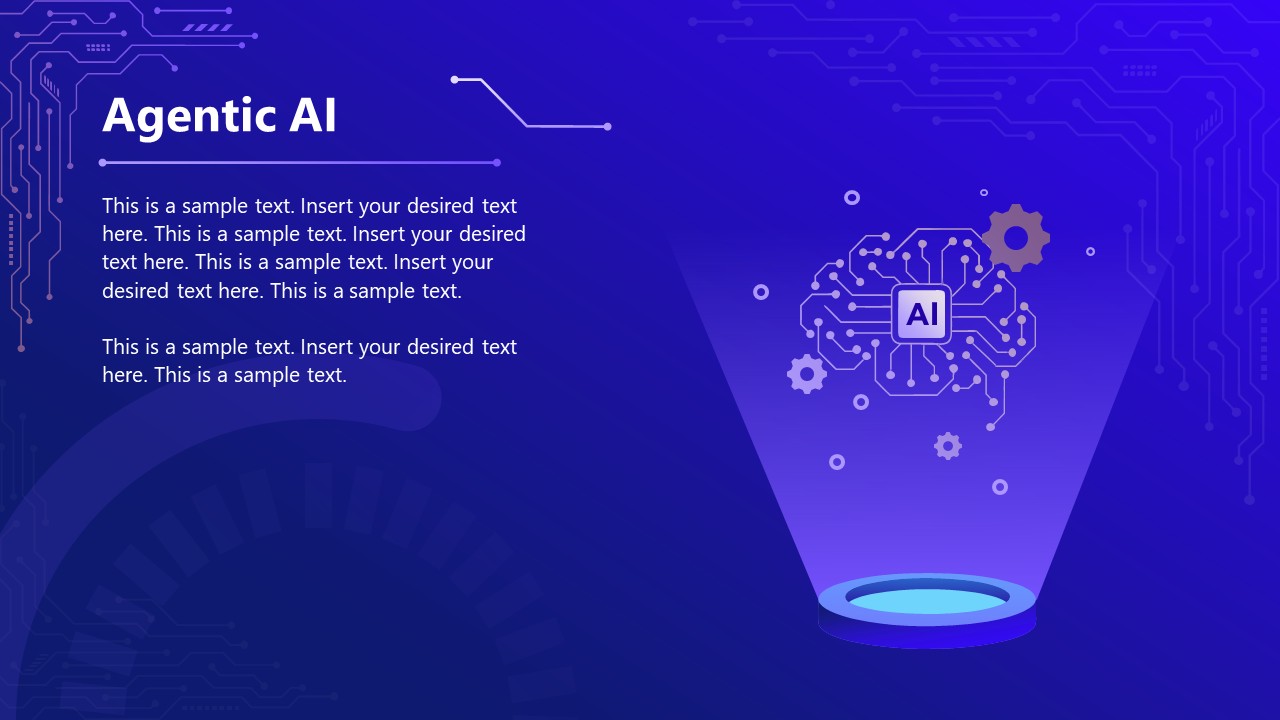 Agentic AI
This is a sample text. Insert your desired text
here. This is a sample text. Insert your desired
text here. This is a sample text. Insert your
desired text here. This is a sample text.
This is a sample text. Insert your desired text
here. This is a sample text.
AI